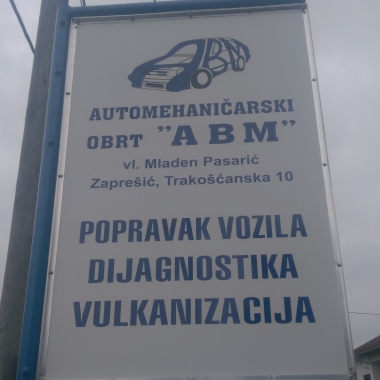 AUTOMEHANIČARSKI
OBRT "ABM"
vl. Mladen Pasarić
Zaprešić, Trakošćanska 10
POPRAVAK VOZILA
DIJAGNOSTIKA
VULKANIZACIJA